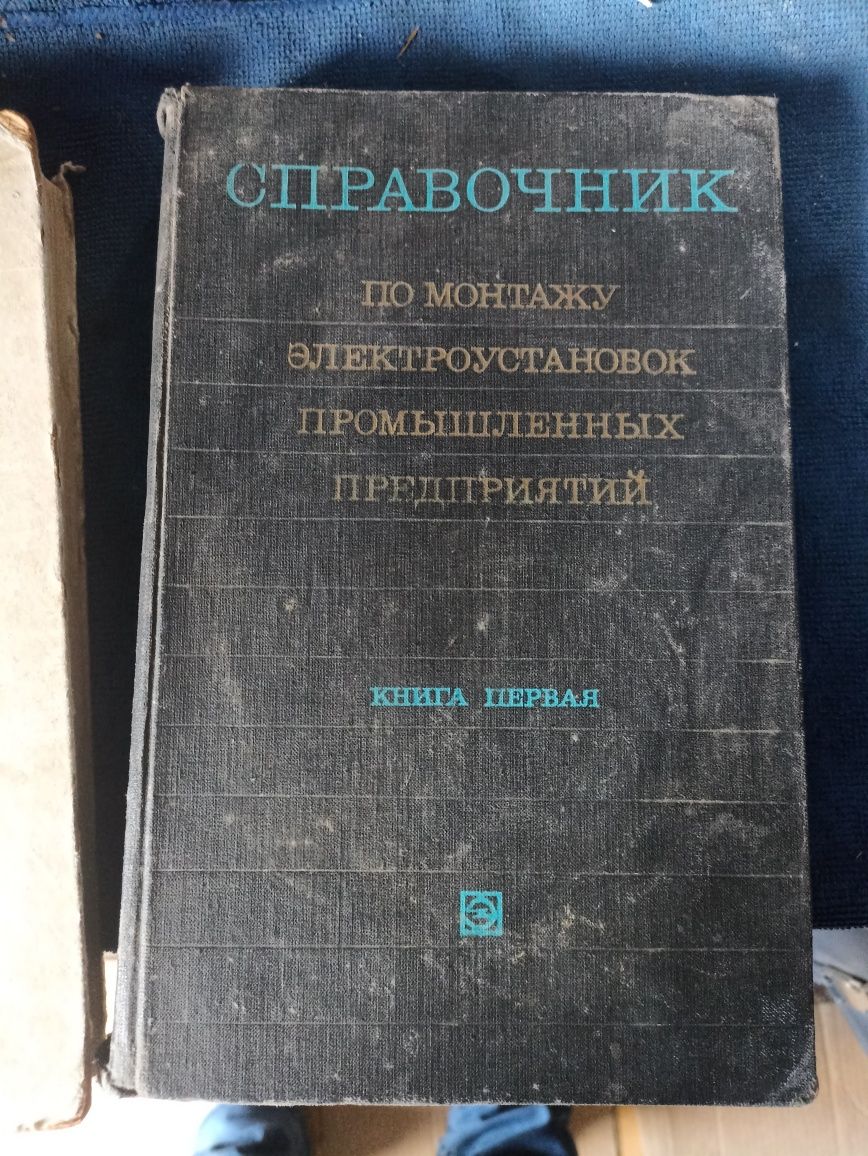 СПРАВОЧНИК
ПО МОНТАЖУ
ЭЛЕКТРОУСТАНОВОК
ПРОМЫШЛЕННЫХ
ПРЕДПРИЯТИЙ
КНИГА ПЕРВАЯ